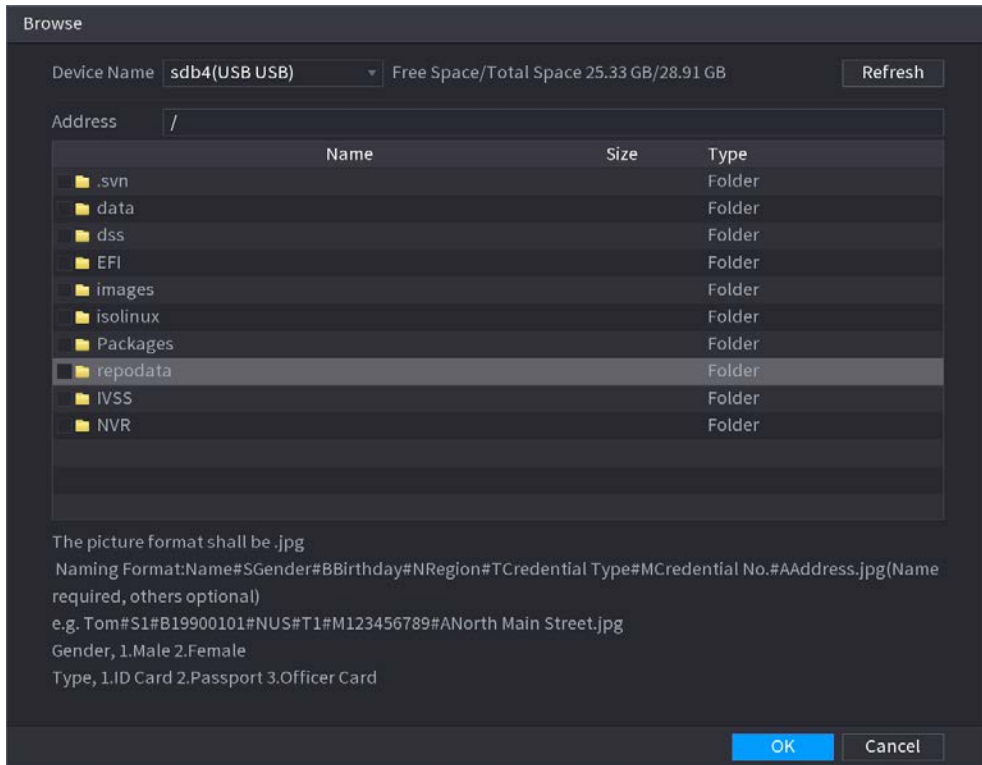 Browse
Device Name sdb4(USB USB) Free Space/Total Space 25.33 GB/28.91 GB Refresh
Address /
Name Size Type
.svn Folder
data Folder
dss Folder
EFI Folder
images Folder
isolinux Folder
Packages Folder
repodata Folder
IVSS Folder
NVR Folder
The picture format shall be .jpg
Naming Format:Name#SGender#BBirthday#NRegion#TCredential Type#MCredential No.#AAddress.jpg(Name
required, others optional)
e.g. Tom#S1#B19900101#NUS#T1#M123456789#ANorth Main Street.jpg
Gender, 1.Male 2.Female
Type, 1.ID Card 2.Passport 3.Officer Card
OK Cancel